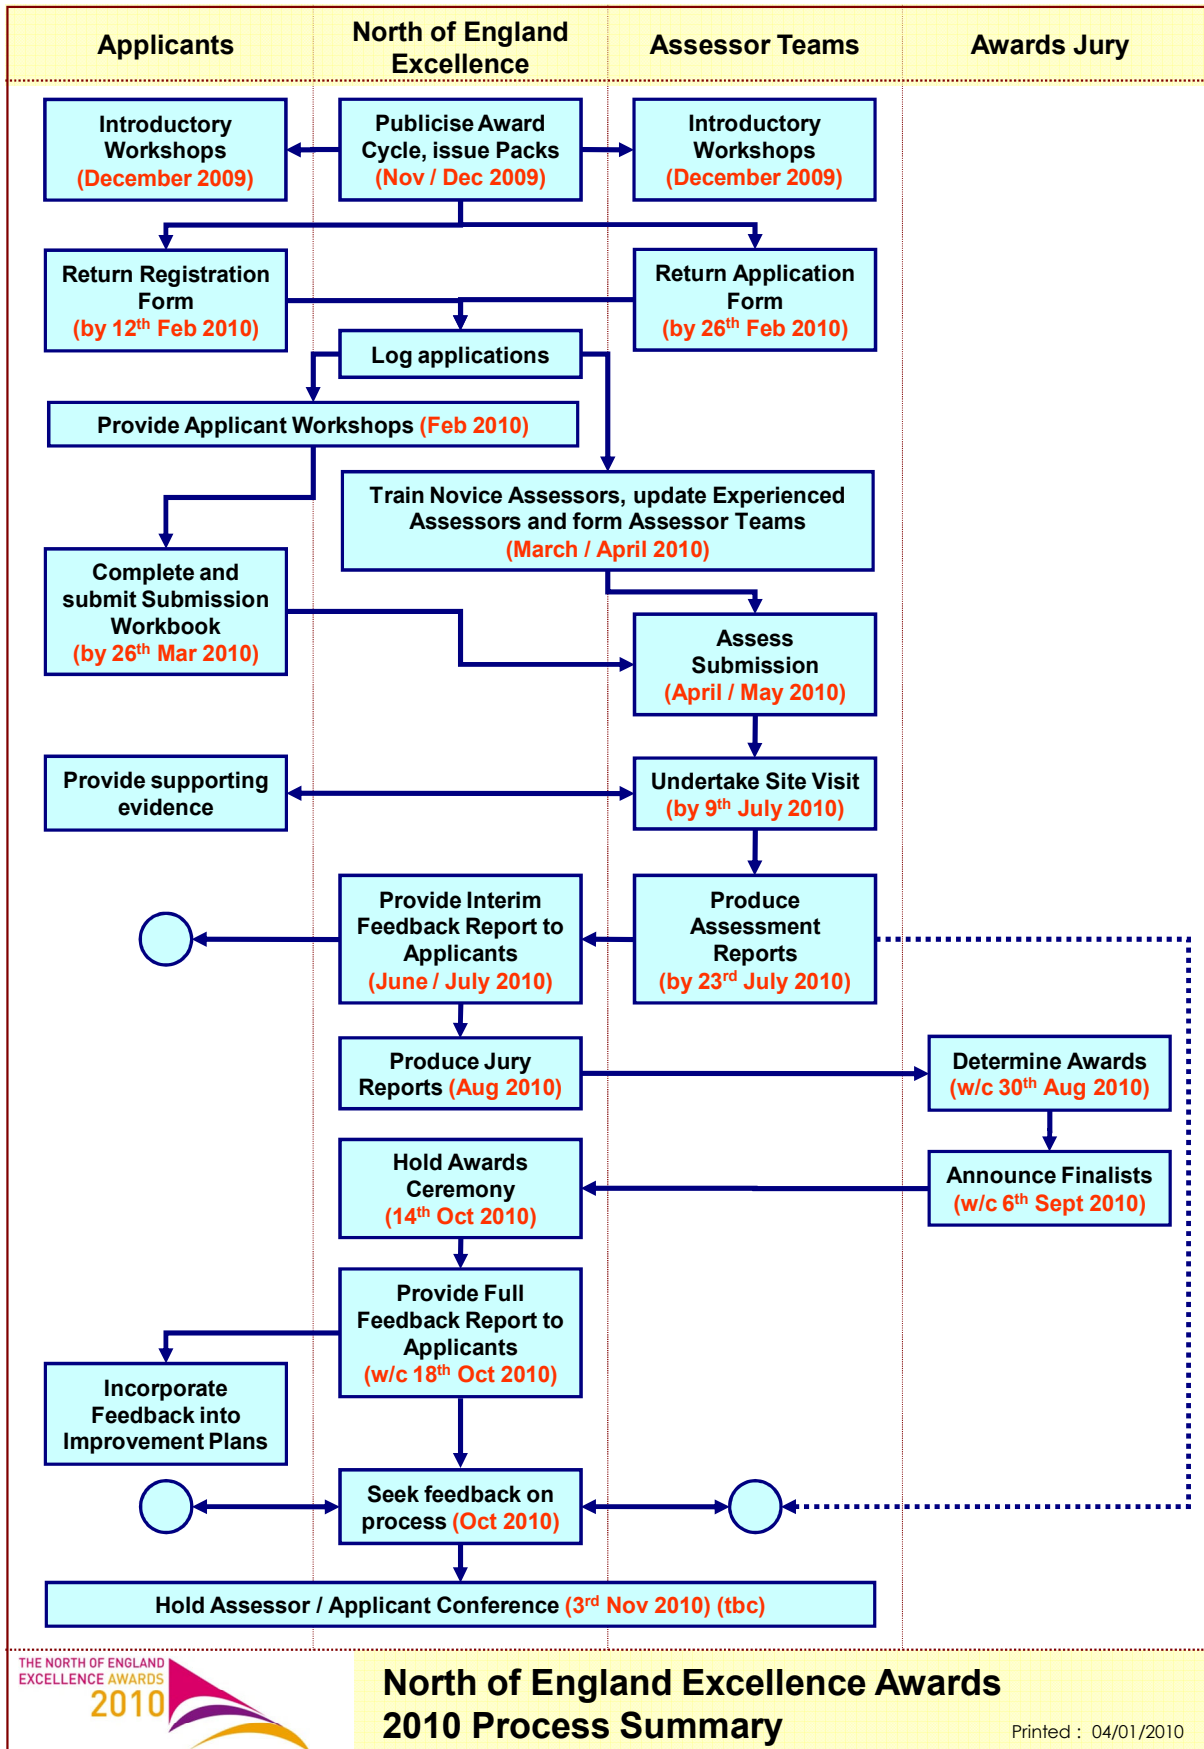 Applicants
North of England
Excellence
Assessor Teams
Awards Jury
Introductory
Workshops
(December 2009)
Publicise Award
Cycle, issue Packs
(Nov / Dec 2009)
Introductory
Workshops
(December 2009)
Return Registration
Form
(by 12th Feb 2010)
Return Application
Form
(by 26th Feb 2010)
Log applications
Provide Applicant Workshops (Feb 2010)
Train Novice Assessors, update Experienced
Assessors and form Assessor Teams
(March / April 2010)
Complete and
submit Submission
Workbook
(by 26th Mar 2010)
Assess
Submission
(April / May 2010)
Provide supporting
evidence
Undertake Site Visit
(by 9th July 2010)
Provide Interim
Feedback Report to
Applicants
(June / July 2010)
Produce
Assessment
Reports
(by 23rd July 2010)
Produce Jury
Reports (Aug 2010)
Determine Awards
(w/c 30th Aug 2010)
Hold Awards
Ceremony
(14th Oct 2010)
Announce Finalists
(w/c 6th Sept 2010)
Provide Full
Feedback Report to
Applicants
(w/c 18th Oct 2010)
Incorporate
Feedback into
Improvement Plans
Seek feedback on
process (Oct 2010)
Hold Assessor / Applicant Conference (3rd Nov 2010) (tbc)
THE NORTH OF ENGLAND
EXCELLENCE AWARDS
2010
North of England Excellence Awards
2010 Process Summary
Printed : 04/01/2010